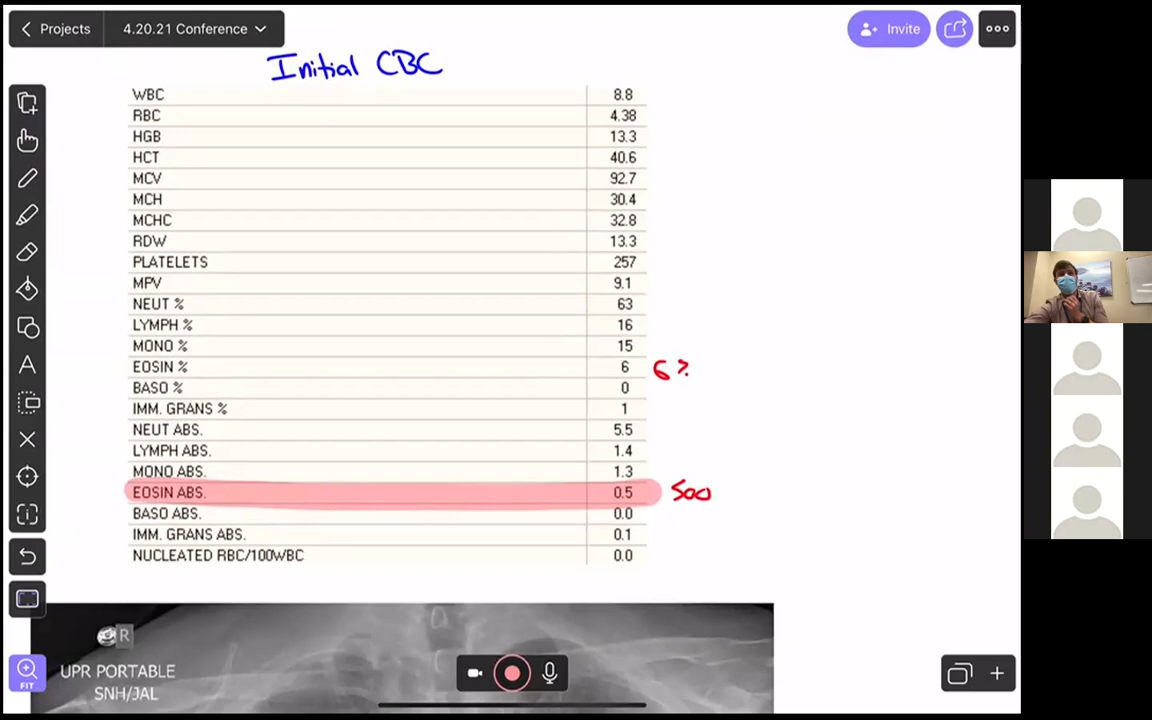 Projects
4.20.21 Conference
Invite
Initial CBC
WBC 8.8
RBC 4.38
HGB 13.3
HCT 40.6
MCV 92.7
MCH 30.4
MCHC 32.8
RDW 13.3
PLATELETS 257
MPV 9.1
NEUT % 63
LYMPH % 16
MONO % 15
EOSIN % 6 6%
BASO % 0
IMM. GRANS % 1
NEUT ABS. 5.5
LYMPH ABS. 1.4
MONO ABS. 1.3
EOSIN ABS. 0.5 500
BASO ABS. 0.0
IMM. GRANS ABS. 0.1
NUCLEATED RBC/100WBC 0.0
R
UPR PORTABLE
SNH/JAL
FIT